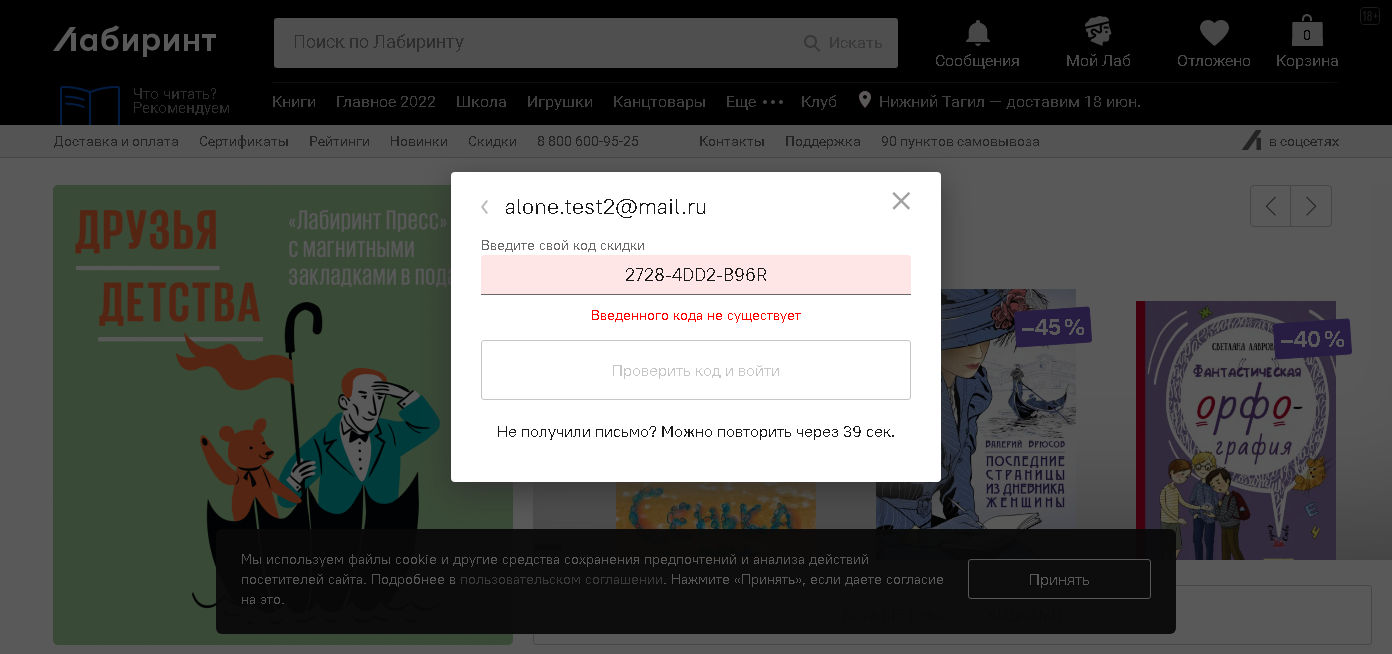 Лабиринт
Поиск по Лабиринту
Искать
Сообщения
Мой Лаб
Отложено
0
Корзина
18+
Что читать?
Рекомендуем
Книги Главное 2022 Школа Игрушки Канцтовары Еще ••• Клуб Нижний Тагил — доставим 18 июн.
Доставка и оплата Сертификаты Рейтинги Новинки Скидки 8 800 600-95-25 Контакты Поддержка 90 пунктов самовывоза в соцсетях
ДРУЗЬЯ
ДЕТСТВА
«Лабиринт Пресс»
с магнитными
закладками в пода
alone.test2@mail.ru
Введите свой код скидки
2728-4DD2-B96R
Введенного кода не существует
Проверить код и войти
Не получили письмо? Можно повторить через 39 сек.
СЕНЬКА
–45 %
ВАЛЕРИЙ БРЮСОВ
ПОСЛЕДНИЕ
СТРАНИЦЫ
ИЗ ДНЕВНИКА
ЖЕНЩИНЫ
–40 %
СВЕТЛАНА
Фантастическая
орфо-
графия
Мы используем файлы cookie и другие средства сохранения предпочтений и анализа действий
посетителей сайта. Подробнее в пользовательском соглашении. Нажмите «Принять», если даете согласие
на это.
Принять